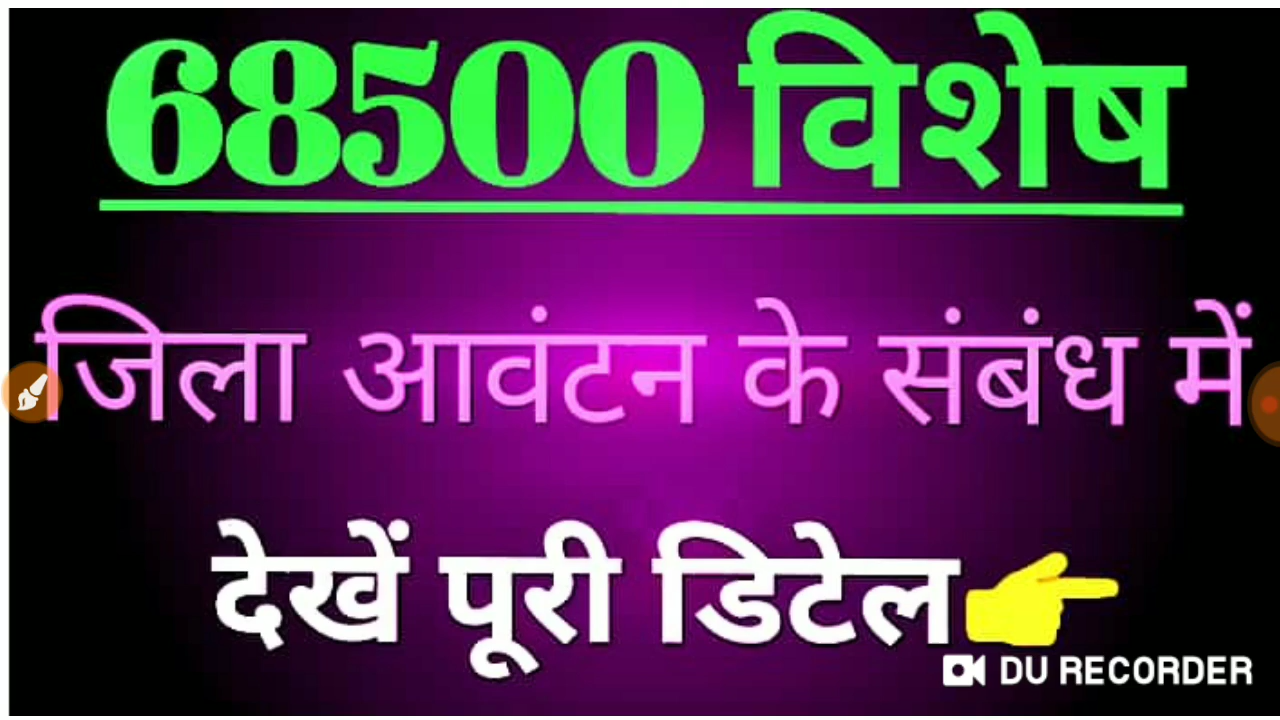 68500 विशेष
जिला आवंटन के संबंध में
देखें पूरी डिटेल
DU RECORDER